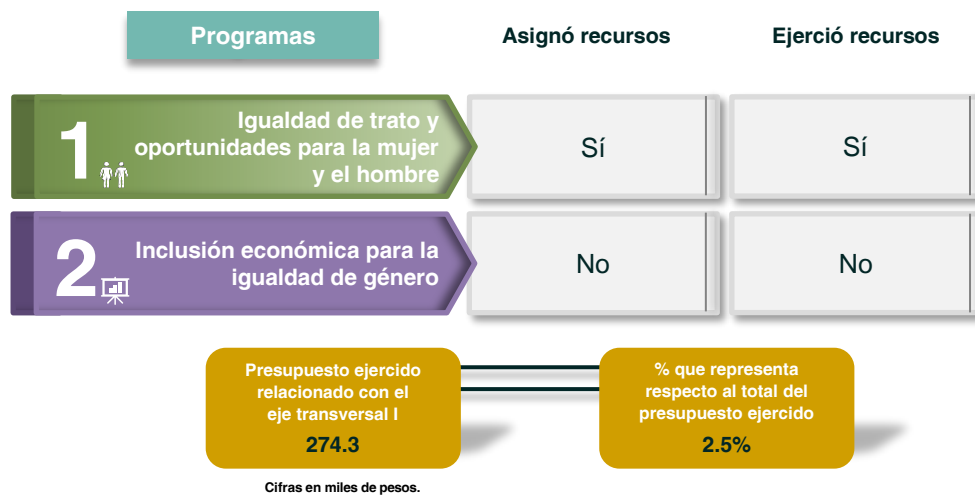 Programas
Asignó recursos
Ejerció recursos
1
Igualdad de trato y
oportunidades para la mujer
y el hombre
Sí
Sí
2
Inclusión económica para la
igualdad de género
No
No
Presupuesto ejercido
relacionado con el
eje transversal I
274.3
% que representa
respecto al total del
presupuesto ejercido
2.5%
Cifras en miles de pesos.